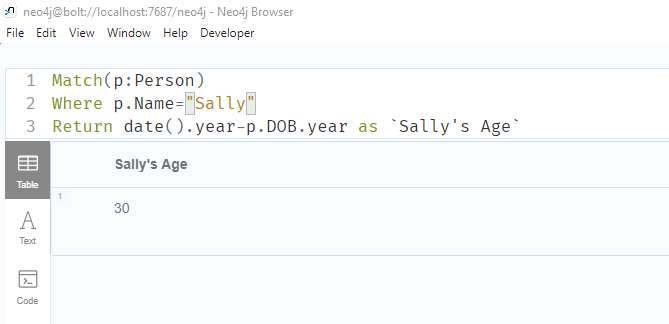 neo4j@bolt://localhost:7687/neo4j - Neo4j Browser
File Edit View Window Help Developer
1 Match(p:Person)
2 Where p.Name="Sally"
3 Return date().year-p.DOB.year as `Sally's Age`
Table
Sally's Age
1
30
A
Text
Code